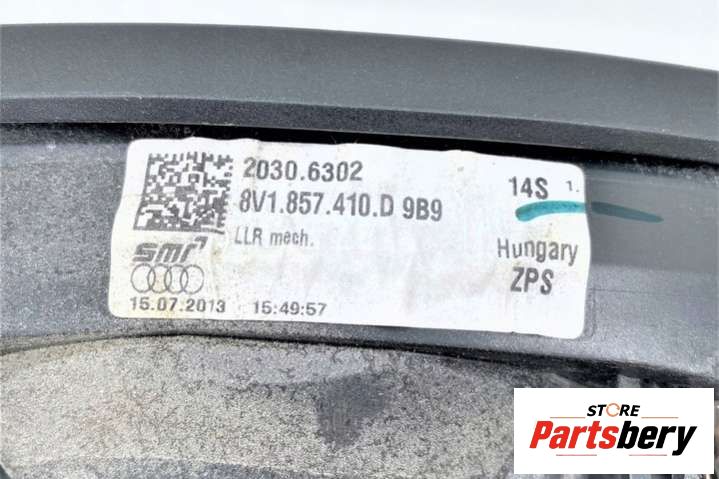 2030.6302
8V1.857.410.D 9B9
14S 1.
smr
LLR mech.
Hungary
ZPS
15.07.2013 15:49:57
STORE
Partsbery